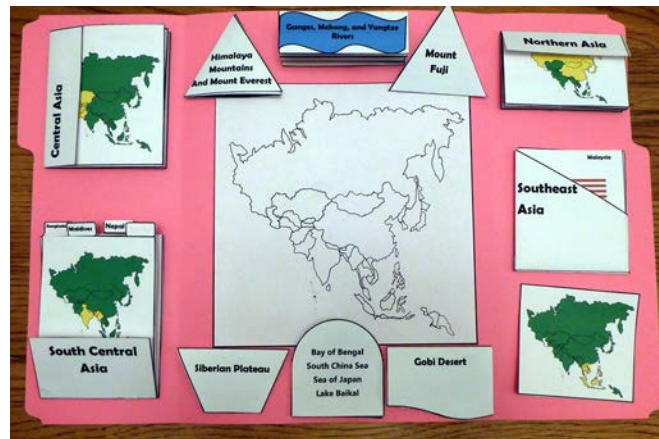 Ganges, Mekong, and Yangtze
Rivers
Himalaya
Mountains
And Mount Everest
Mount
Fuji
Northern Asia
Central Asia
Malaysia
Southeast
Asia
Maldives
Nepal
South Central
Asia
Siberian Plateau
Bay of Bengal
South China Sea
Sea of Japan
Lake Baikal
Gobi Desert